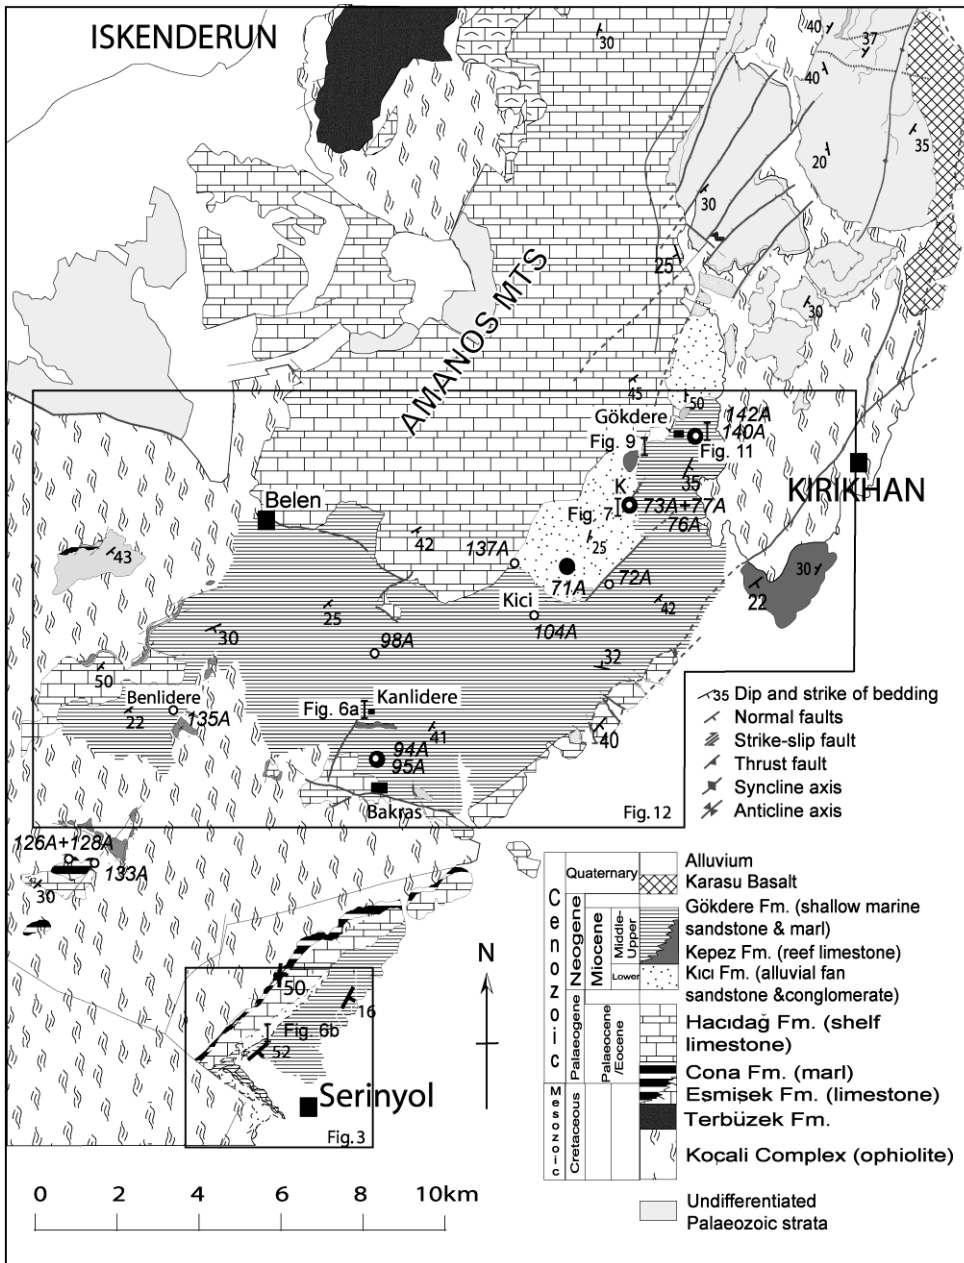 ISKENDERUN
30
40
37
40
35
20
30
25
30
AMANOS MTS
45
50
Gökdere
142A
140A
Fig. 9
Fig. 11
35
KIRIKHAN
K
73A+77A
76A
Fig. 7
Belen
42
137A
25
43
71A
72A
30
22
Kici
42
25
104A
30
98A
32
50
Benlidere
Kanlidere
22
135A
Fig. 6a
41
40
94A
95A
Bakras
Fig. 12
35 Dip and strike of bedding
Normal faults
Strike-slip fault
Thrust fault
Syncline axis
Anticline axis
126A+128A
133A
30
N
50
16
Fig. 6b
52
Serinyol
Fig. 3
0 2 4 6 8 10km
Cenozoic
Mesozoic
Quaternary
Neogene
Palaeogene
Cretaceous
Miocene
Middle-
Upper
Lower
Palaeocene
/Eocene
Alluvium
Karasu Basalt
Gökdere Fm. (shallow marine
sandstone & marl)
Kepez Fm. (reef limestone)
Kıcı Fm. (alluvial fan
sandstone &conglomerate)
Hacıdağ Fm. (shelf
limestone)
Cona Fm. (marl)
Esmişek Fm. (limestone)
Terbüzek Fm.
Koçali Complex (ophiolite)
Undifferentiated
Palaeozoic strata